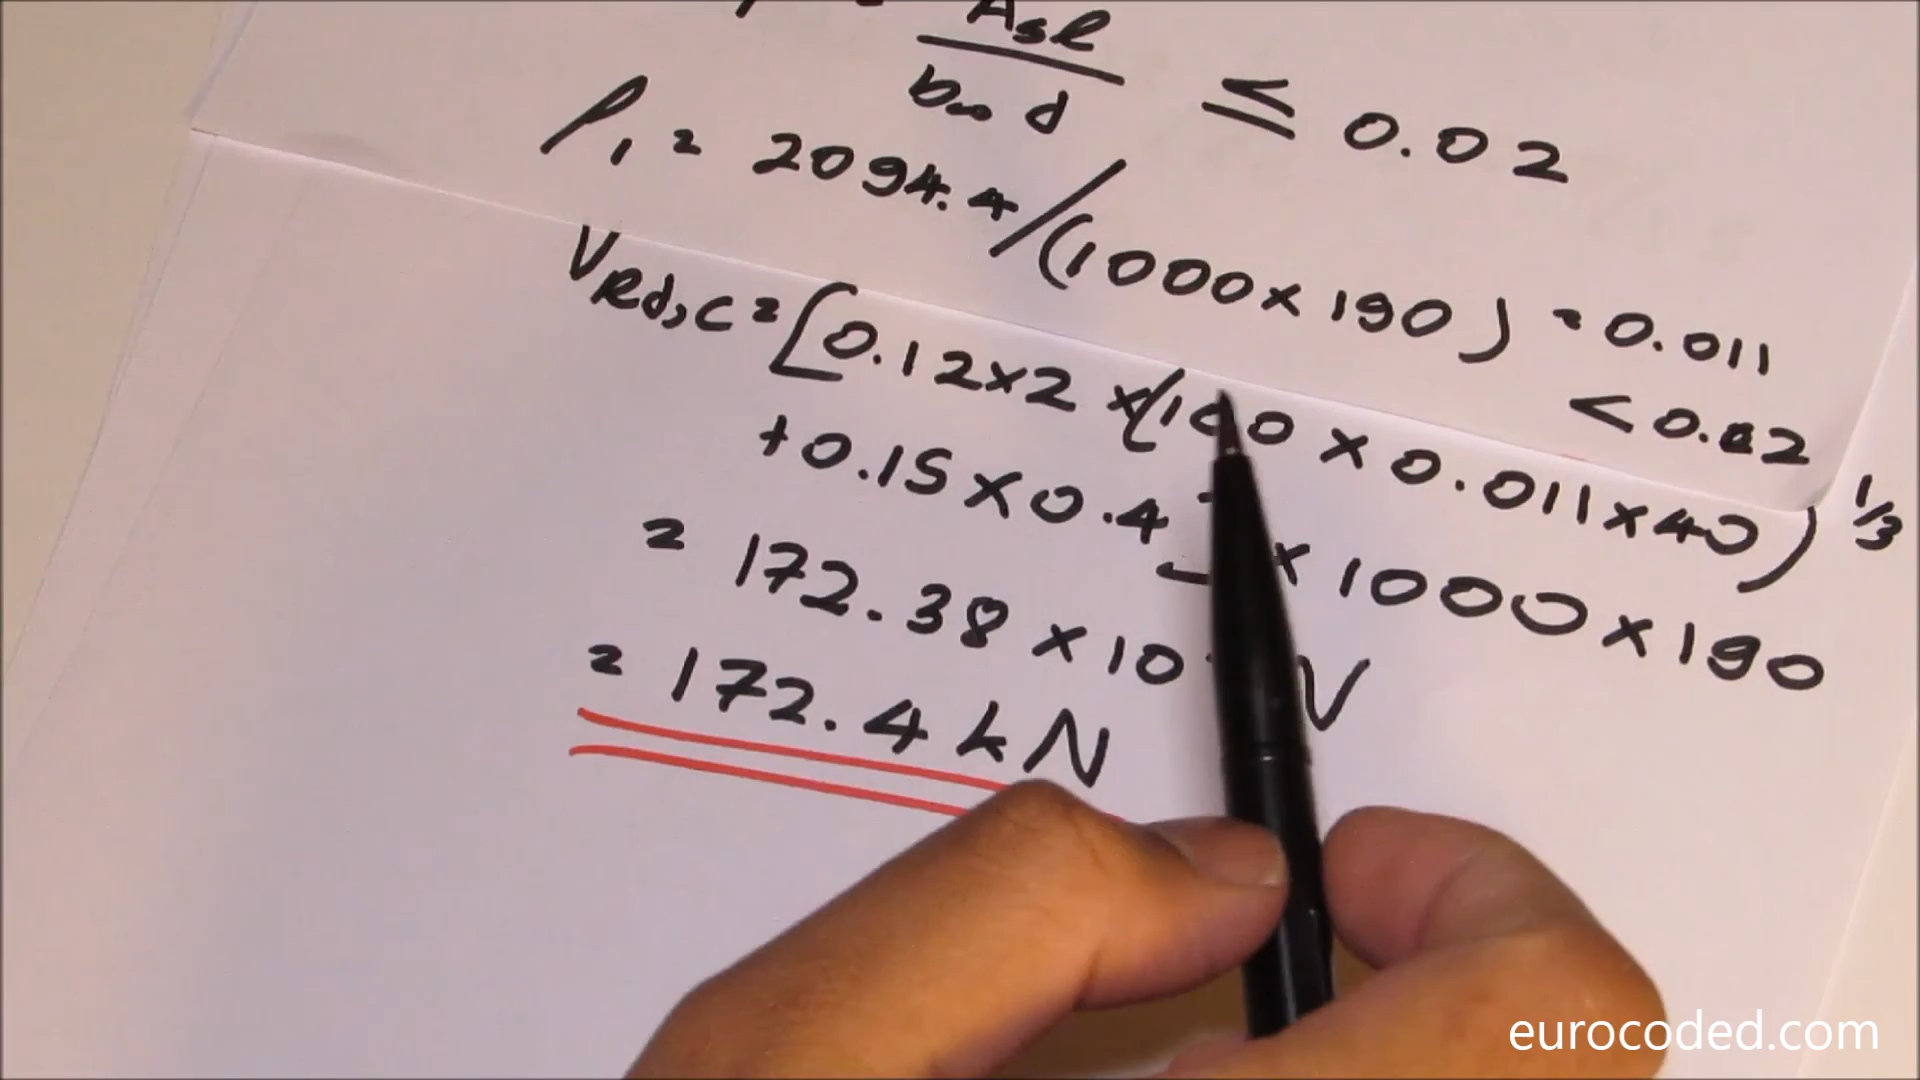 Asl
bw d ≤ 0.02
ρ1 = 2094.4/(1000×190) = 0.011
< 0.02
VRd,c = [0.12×2×(100×0.011×40)^1/3
+0.15×0.4 ] ×1000×190
= 172.38×10 N
= 172.4 kN
eurocoded.com